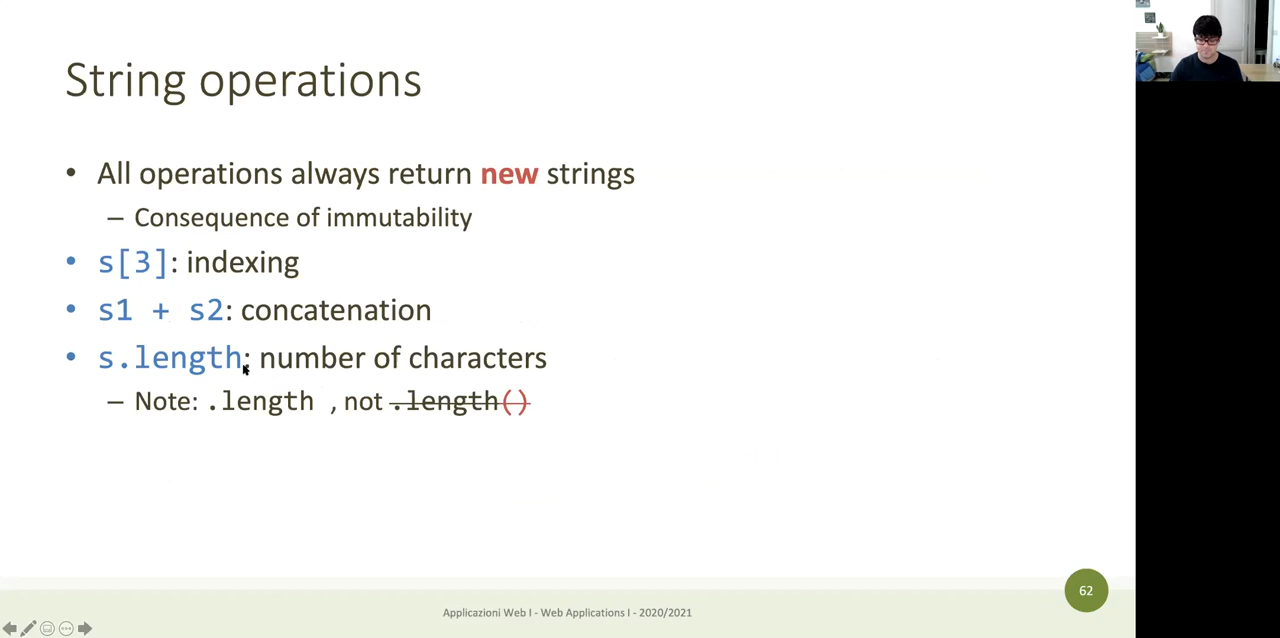 String operations
• All operations always return new strings
– Consequence of immutability
• s[3]: indexing
• s1 + s2: concatenation
• s.length: number of characters
– Note: .length , not .length()
62
Applicazioni Web I - Web Applications I - 2020/2021